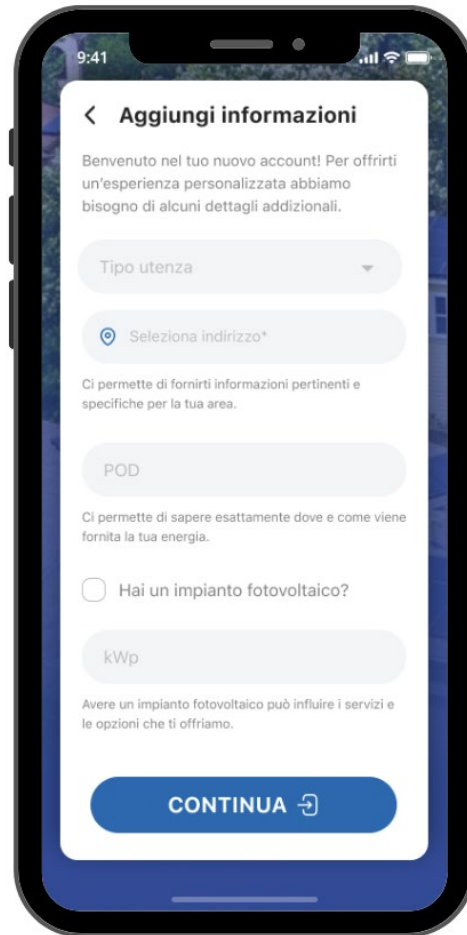 9:41
Aggiungi informazioni
Benvenuto nel tuo nuovo account! Per offrirti
un'esperienza personalizzata abbiamo
bisogno di alcuni dettagli addizionali.
Tipo utenza
Seleziona indirizzo*
Ci permette di fornirti informazioni pertinenti e
specifiche per la tua area.
POD
Ci permette di sapere esattamente dove e come viene
fornita la tua energia.
Hai un impianto fotovoltaico?
kWp
Avere un impianto fotovoltaico può influire i servizi e
le opzioni che ti offriamo.
CONTINUA